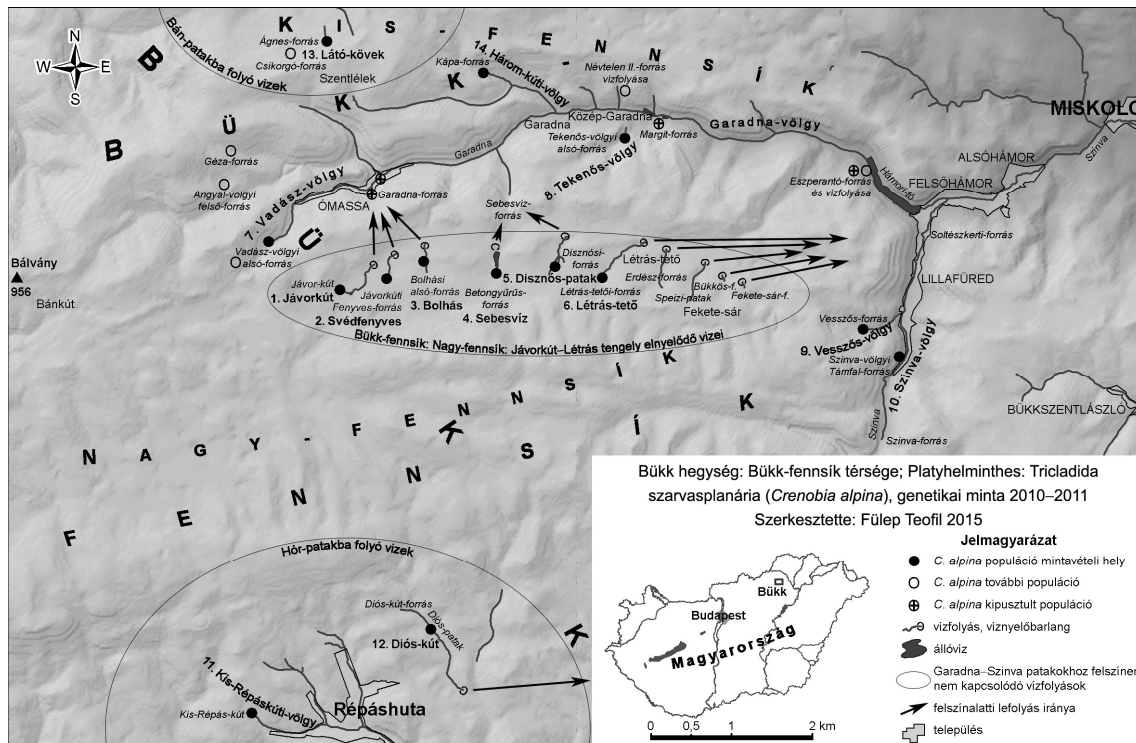 N
W E
S
B Ü K K
K I S - F E N N S Í K
Bán-patakba folyó vizek
Ágnes-forrás
13. Látó-kövek
Csikorgó-forrás
Szentlélek
Kápa-forrás
14. Három-kúti-völgy
Névtelen II.-forrás
vízfolyása
MISKOLC
Közép-Garadna
Garadna
Garadna
Margit-forrás
Garadna-völgy
Tekenős-völgyi
alsó-forrás
8. Tekenős-völgy
Szinva
ALSÓHÁMOR
FELSŐHÁMOR
Eszperantó-forrás
és vízfolyása
Hámori-tó
Géza-forrás
Angyal-völgyi
felső-forrás
7. Vadász-völgy
ÓMASSA
Garadna-forrás
Vadász-völgyi
alsó-forrás
Ü
Sebesvíz-
forrás
Soltészkerti-forrás
LILLAFÜRED
Bálvány
956
Bánkút
Jávor-kút
1. Jávorkút
Jávorkúti
Fenyves-forrás
2. Svédfenyves
Bolhási
alsó-forrás
3. Bolhás
Betongyűrűs-
forrás
4. Sebesvíz
Disznósi-
forrás
5. Disznós-patak
Létrás-tetői-forrás
6. Létrás-tető
Létrás-tető
Erdész-forrás
Speizi-patak
Bükkös-f.
Fekete-sár-f.
Fekete-sár
Bükk-fennsík: Nagy-fennsík: Jávorkút–Létrás tengely elnyelődő vizei
Vesszős-forrás
9. Vesszős-völgy
Szinva-völgyi
Támfal-forrás
10. Szinva-völgy
Szinva
Szinva-forrás
BÜKKSZENTLÁSZLÓ
N A G Y - F E N N S Í K
F E N N S Í K
K
K
Hór-patakba folyó vizek
Diós-kút-forrás
Diós-patak
12. Diós-kút
11. Kis-Répáskúti-völgy
Kis-Répás-kút
Répáshuta
Bükk hegység: Bükk-fennsík térsége; Platyhelminthes: Tricladida
szarvasplanária (Crenobia alpina), genetikai minta 2010–2011
Szerkesztette: Fülep Teofil 2015
Jelmagyarázat
C. alpina populáció mintavételi hely
C. alpina további populáció
C. alpina kipusztult populáció
vízfolyás, víznyelőbarlang
állóvíz
Garadna–Szinva patakokhoz felszínen
nem kapcsolódó vízfolyások
felszínalatti lefolyás iránya
település
Bükk
Budapest
Magyarország
0 0,5 1 2 km